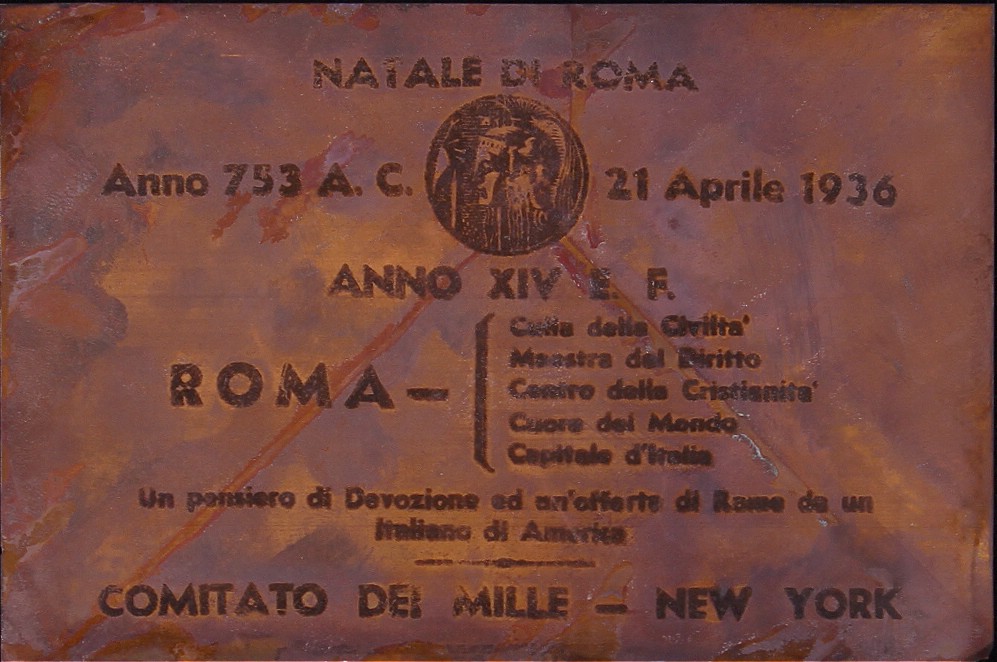 NATALE DI ROMA
Anno 753 A. C. 21 Aprile 1936
ANNO XIV E. F.
ROMA —
Culla della Civilta'
Maestra del Diritto
Centro della Cristianita'
Cuore del Mondo
Capitale d'Italia
Un pensiero di Devozione ed un'offerta di Rame da un
Italiano di America
COMITATO DEI MILLE — NEW YORK